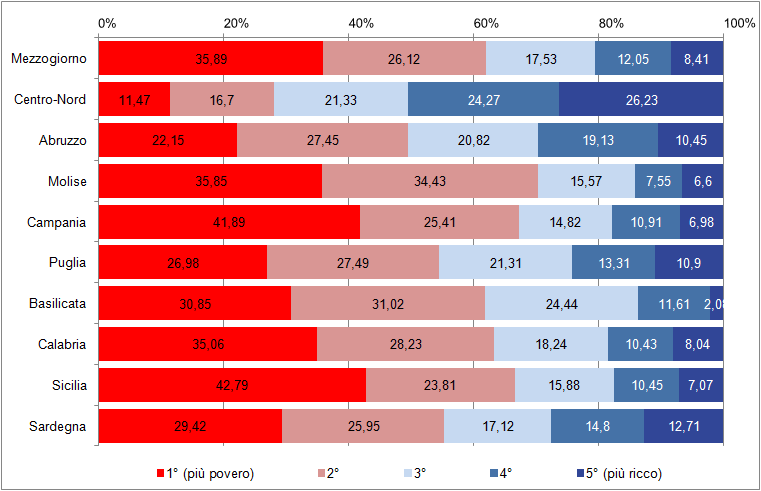 0% 20% 40% 60% 80% 100%
Mezzogiorno 35,89 26,12 17,53 12,05 8,41
Centro-Nord 11,47 16,7 21,33 24,27 26,23
Abruzzo 22,15 27,45 20,82 19,13 10,45
Molise 35,85 34,43 15,57 7,55 6,6
Campania 41,89 25,41 14,82 10,91 6,98
Puglia 26,98 27,49 21,31 13,31 10,9
Basilicata 30,85 31,02 24,44 11,61
Calabria 35,06 28,23 18,24 10,43 8,04
Sicilia 42,79 23,81 15,88 10,45 7,07
Sardegna 29,42 25,95 17,12 14,8 12,71
1° (più povero) 2° 3° 4° 5° (più ricco)